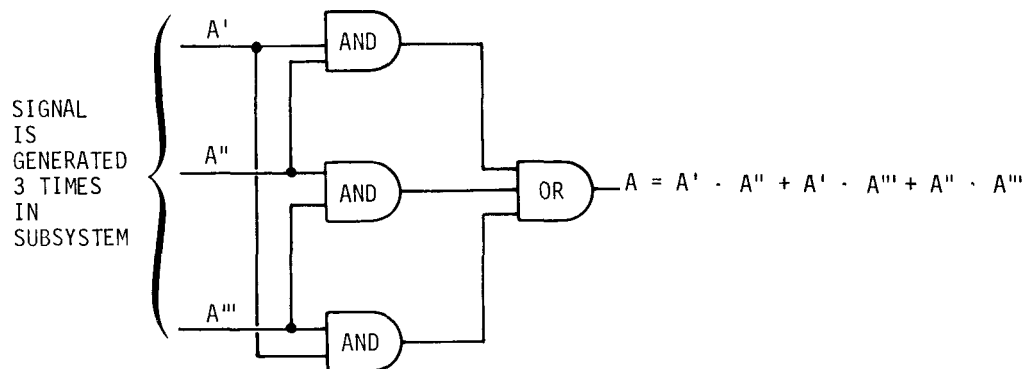 A'
AND
SIGNAL
IS
GENERATED
3 TIMES
IN
SUBSYSTEM
A"
AND
OR
A = A' · A" + A' · A"' + A" · A"'
A"'
AND